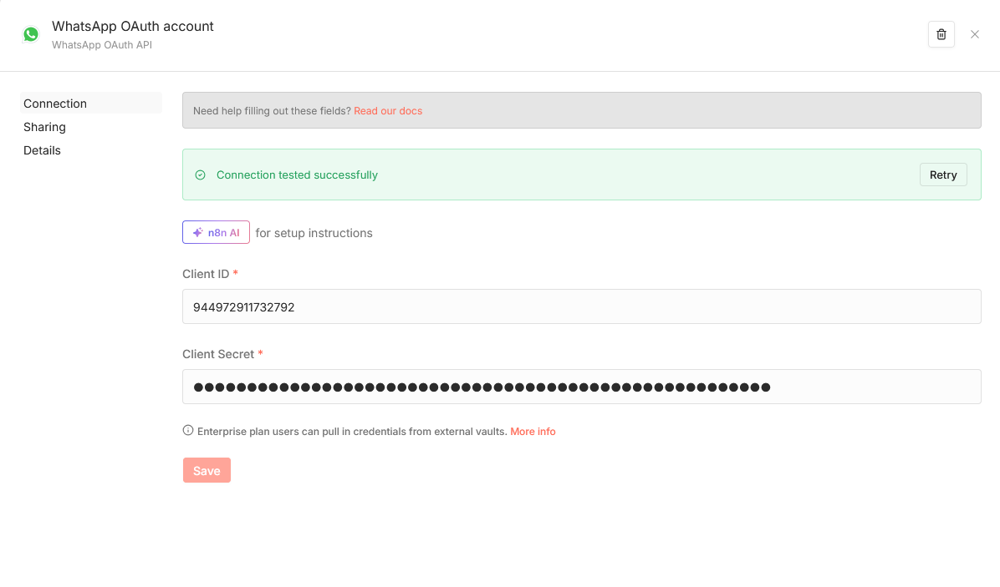 WhatsApp OAuth account
WhatsApp OAuth API
Connection
Sharing
Details
Need help filling out these fields? Read our docs
Connection tested successfully
Retry
n8n AI for setup instructions
Client ID *
944972911732792
Client Secret *
●●●●●●●●●●●●●●●●●●●●●●●●●●●●●●●●●●●●●●●●●●●●●●●●●●●●●●
Enterprise plan users can pull in credentials from external vaults. More info
Save